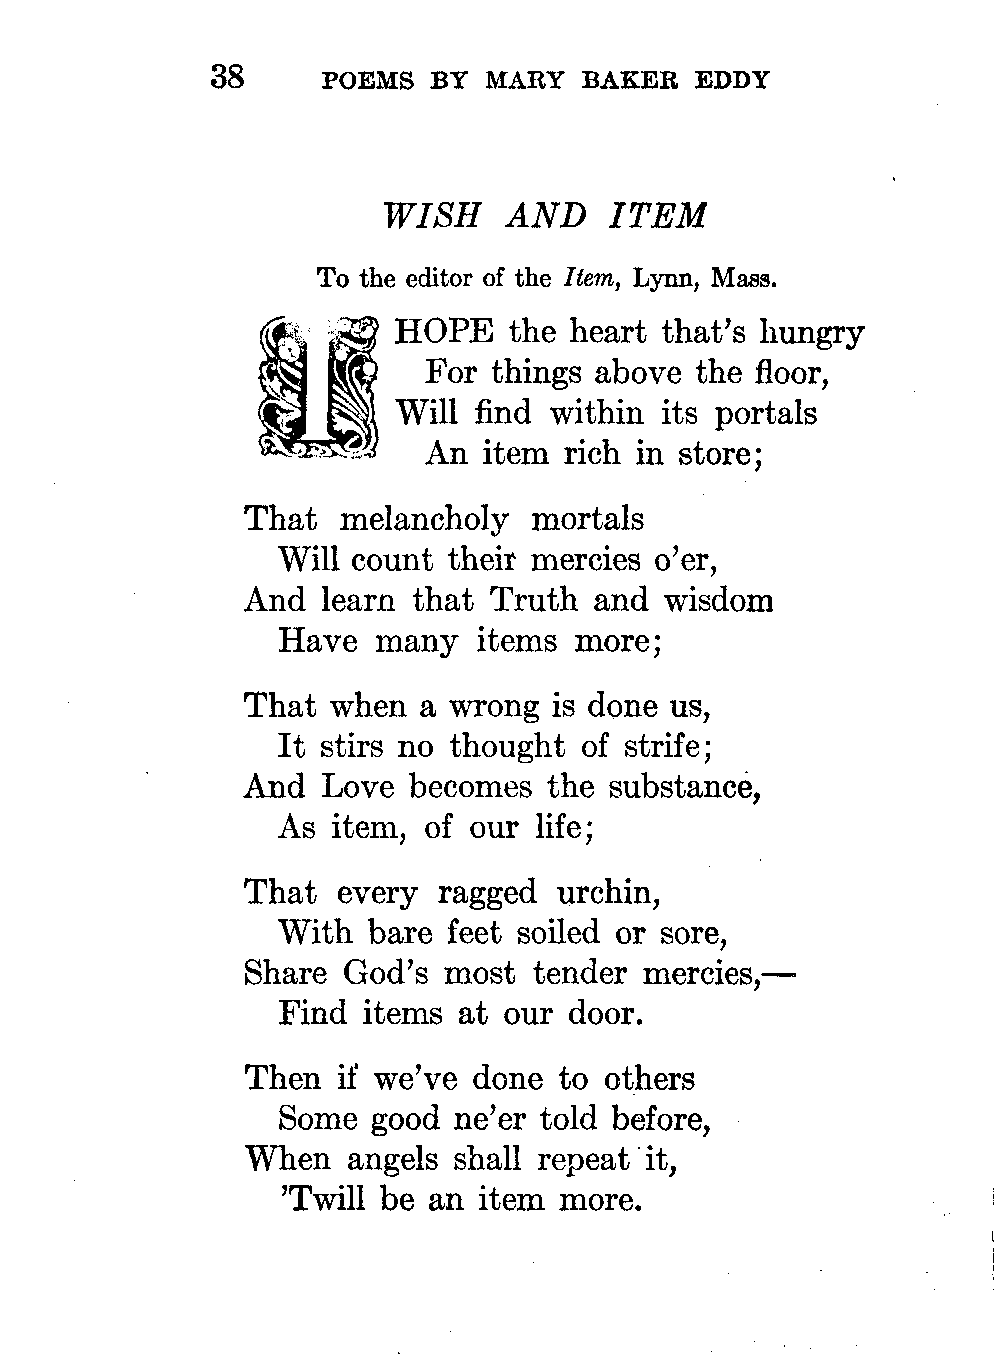 38 POEMS BY MARY BAKER EDDY
WISH AND ITEM
To the editor of the Item, Lynn, Mass.
I HOPE the heart that's hungry
For things above the floor,
Will find within its portals
An item rich in store;
That melancholy mortals
Will count their mercies o'er,
And learn that Truth and wisdom
Have many items more;
That when a wrong is done us,
It stirs no thought of strife;
And Love becomes the substance,
As item, of our life;
That every ragged urchin,
With bare feet soiled or sore,
Share God's most tender mercies,—
Find items at our door.
Then if we've done to others
Some good ne'er told before,
When angels shall repeat it,
'Twill be an item more.